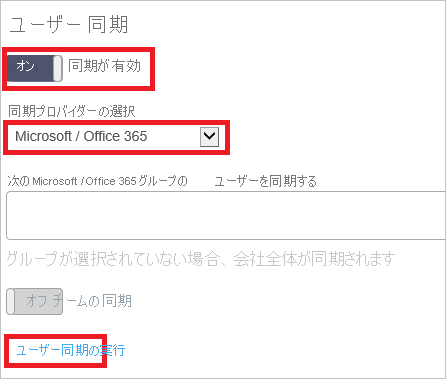 ユーザー 同期
オン 同期が有効
同期プロバイダーの選択
Microsoft / Office 365
次の Microsoft / Office 365 グループの ユーザーを同期する
グループが選択されていない場合、会社全体が同期されます
オフ チームの同期
ユーザー同期の実行